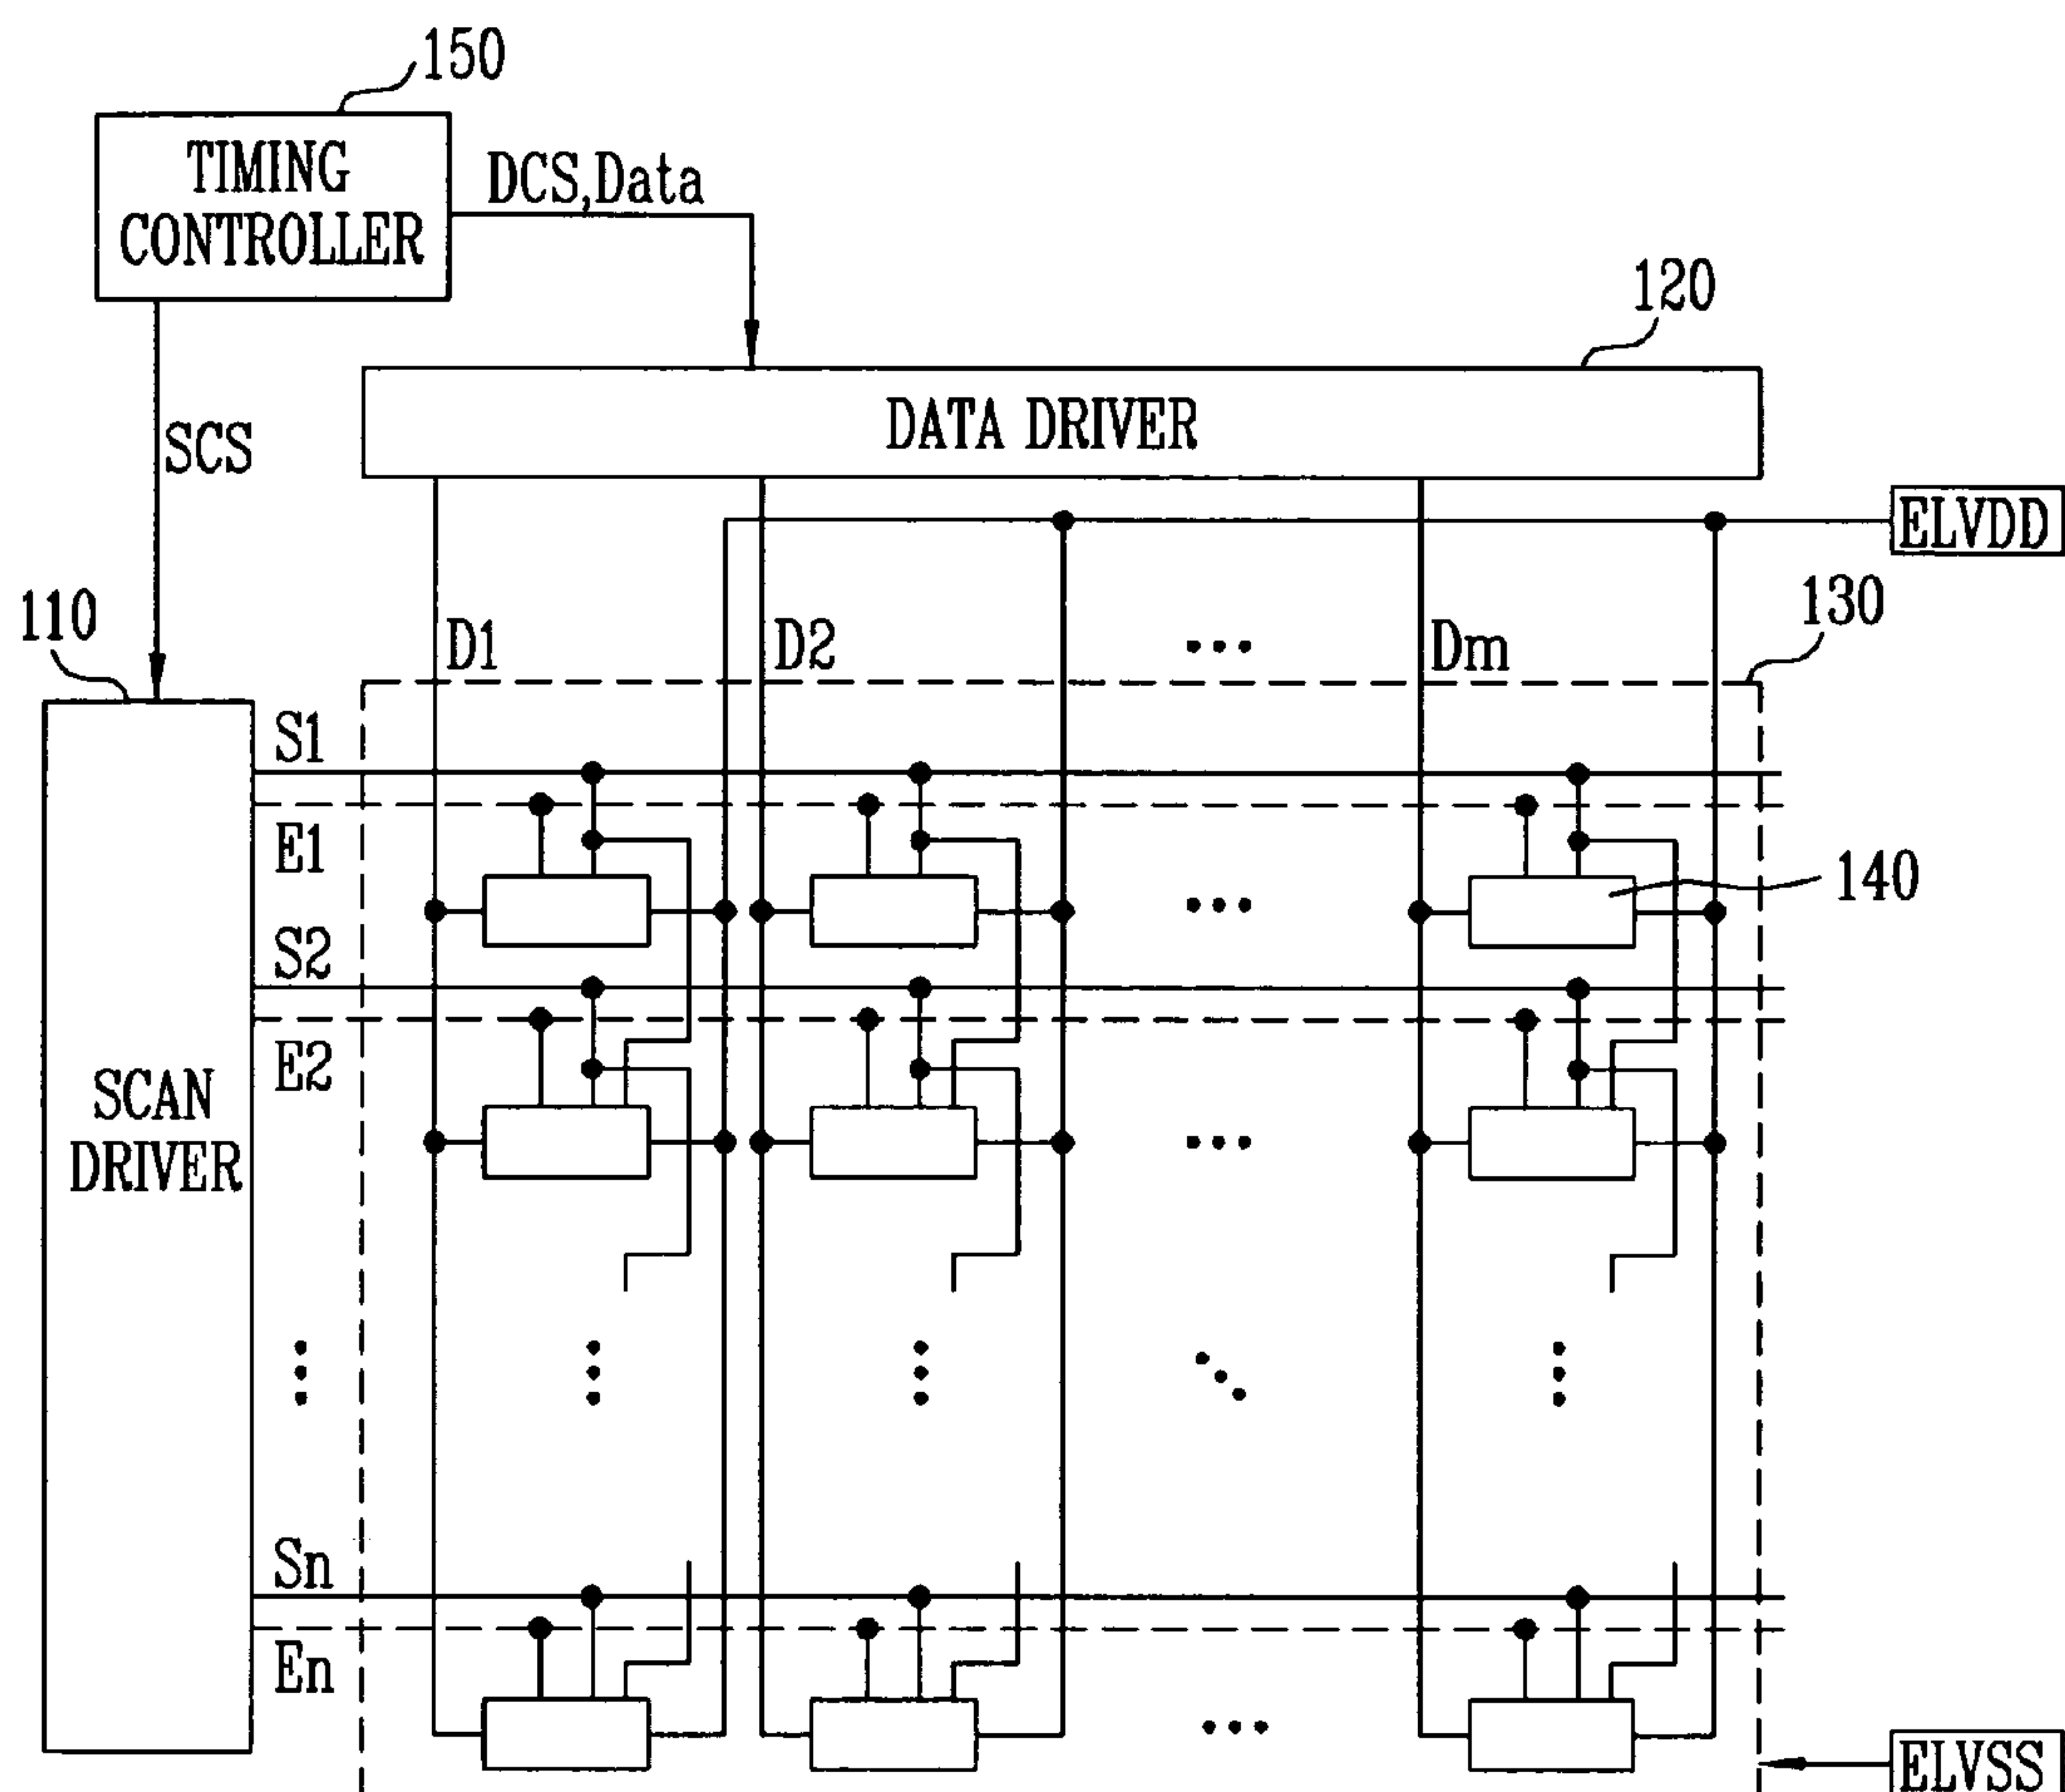 150
TIMING
CONTROLLER
DCS,Data
120
DATA DRIVER
SCS
ELVDD
130
110
D1
D2
Dm
S1
E1
140
S2
E2
SCAN
DRIVER
Sn
En
ELVSS